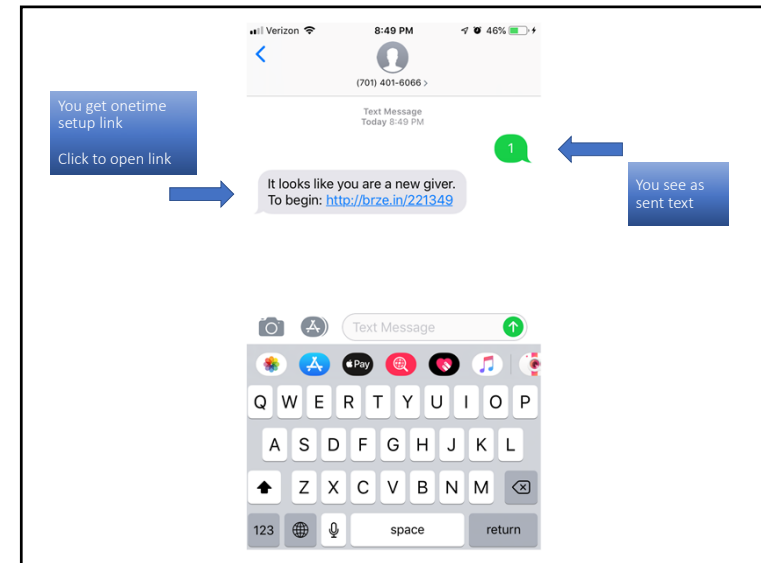 Verizon
8:49 PM
46%
(701) 401-6066 >
Text Message
Today 8:49 PM
1
You get onetime
setup link
Click to open link
It looks like you are a new giver.
To begin: http://brze.in/221349
You see as
sent text
Text Message
Pay
Q W E R T Y U I O P
A S D F G H J K L
Z X C V B N M
123 space return